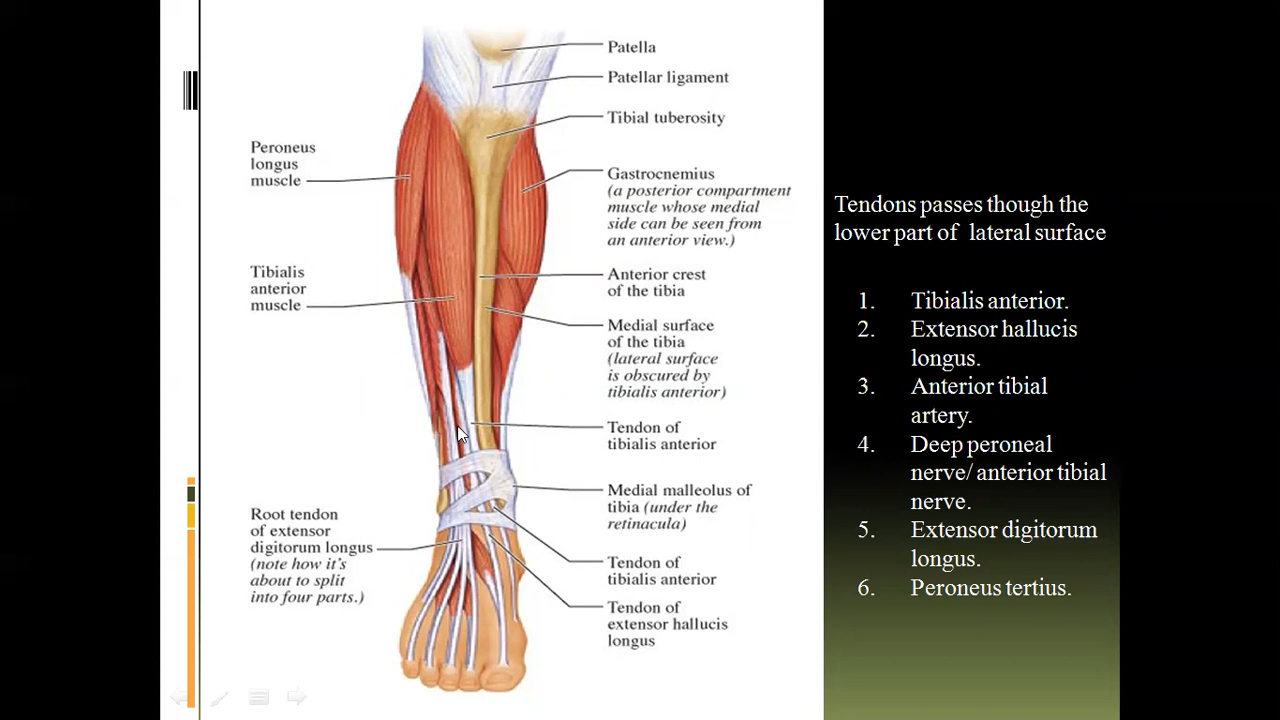 Patella
Patellar ligament
Tibial tuberosity
Peroneus
longus
muscle
Gastrocnemius
(a posterior compartment
muscle whose medial
side can be seen from
an anterior view.)
Tibialis
anterior
muscle
Anterior crest
of the tibia
Medial surface
of the tibia
(lateral surface
is obscured by
tibialis anterior)
Tendon of
tibialis anterior
Medial malleolus of
tibia (under the
retinacula)
Root tendon
of extensor
digitorum longus
(note how it's
about to split
into four parts.)
Tendon of
tibialis anterior
Tendon of
extensor hallucis
longus
Tendons passes though the
lower part of lateral surface
1. Tibialis anterior.
2. Extensor hallucis
longus.
3. Anterior tibial
artery.
4. Deep peroneal
nerve/ anterior tibial
nerve.
5. Extensor digitorum
longus.
6. Peroneus tertius.